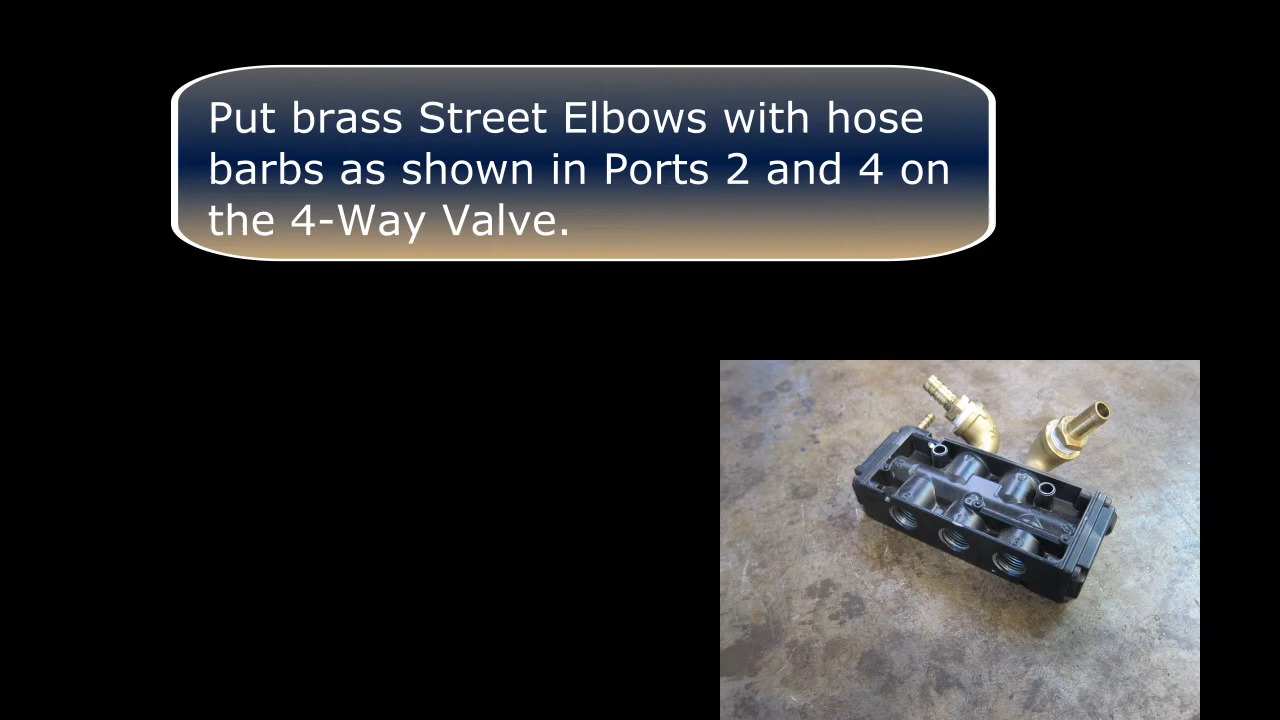 Put brass Street Elbows with hose
barbs as shown in Ports 2 and 4 on
the 4-Way Valve.